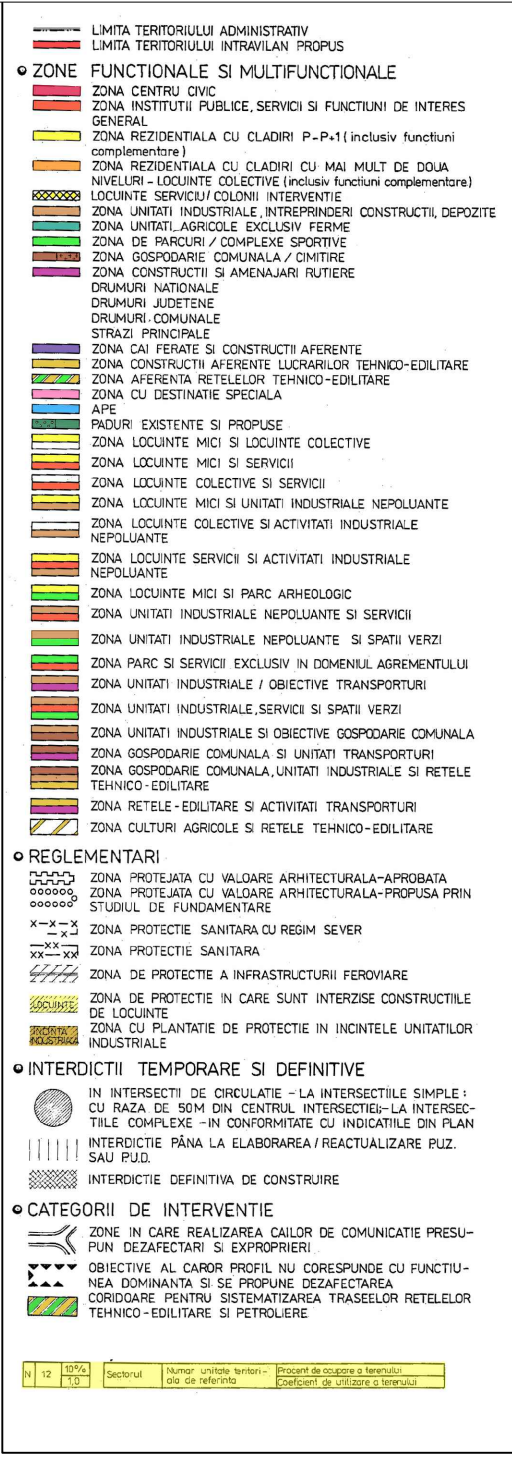 LIMITA TERITORIULUI ADMINISTRATIV
LIMITA TERITORIULUI INTRAVILAN PROPUS
ZONE FUNCTIONALE SI MULTIFUNCTIONALE
ZONA CENTRU CIVIC
ZONA INSTITUTII PUBLICE, SERVICII SI FUNCTIUNI DE INTERES
GENERAL
ZONA REZIDENTIALA CU CLADIRI P-P+1 (inclusiv functiuni
complementare)
ZONA REZIDENTIALA CU CLADIRI CU MAI MULT DE DOUA
NIVELURI - LOCUINTE COLECTIVE (inclusiv functiuni complementare)
LOCUINTE SERVICIU/ COLONII INTERVENTIE
ZONA UNITATI INDUSTRIALE, INTREPRINDERI CONSTRUCTII, DEPOZITE
ZONA UNITATI AGRICOLE EXCLUSIV FERME
ZONA DE PARCURI / COMPLEXE SPORTIVE
ZONA GOSPODARIE COMUNALA / CIMITIRE
ZONA CONSTRUCTII SI AMENAJARI RUTIERE
DRUMURI NATIONALE
DRUMURI JUDETENE
DRUMURI COMUNALE
STRAZI PRINCIPALE
ZONA CAI FERATE SI CONSTRUCTII AFERENTE
ZONA CONSTRUCTII AFERENTE LUCRARILOR TEHNICO-EDILITARE
ZONA AFERENTA RETELELOR TEHNICO-EDILITARE
ZONA CU DESTINATIE SPECIALA
APE
PADURI EXISTENTE SI PROPUSE
ZONA LOCUINTE MICI SI LOCUINTE COLECTIVE
ZONA LOCUINTE MICI SI SERVICII
ZONA LOCUINTE COLECTIVE SI SERVICII
ZONA LOCUINTE MICI SI UNITATI INDUSTRIALE NEPOLUANTE
ZONA LOCUINTE COLECTIVE SI ACTIVITATI INDUSTRIALE
NEPOLUANTE
ZONA LOCUINTE SERVICII SI ACTIVITATI INDUSTRIALE
NEPOLUANTE
ZONA LOCUINTE MICI SI PARC ARHEOLOGIC
ZONA UNITATI INDUSTRIALE NEPOLUANTE SI SERVICII
ZONA UNITATI INDUSTRIALE NEPOLUANTE SI SPATII VERZI
ZONA PARC SI SERVICII EXCLUSIV IN DOMENIUL AGREMENTULUI
ZONA UNITATI INDUSTRIALE / OBIECTIVE TRANSPORTURI
ZONA UNITATI INDUSTRIALE, SERVICII SI SPATII VERZI
ZONA UNITATI INDUSTRIALE SI OBIECTIVE GOSPODARIE COMUNALA
ZONA GOSPODARIE COMUNALA SI UNITATI TRANSPORTURI
ZONA GOSPODARIE COMUNALA, UNITATI INDUSTRIALE SI RETELE
TEHNICO-EDILITARE
ZONA RETELE-EDILITARE SI ACTIVITATI TRANSPORTURI
ZONA CULTURI AGRICOLE SI RETELE TEHNICO-EDILITARE
REGLEMENTARI
ZONA PROTEJATA CU VALOARE ARHITECTURALA-APROBATA
ZONA PROTEJATA CU VALOARE ARHITECTURALA-PROPUSA PRIN
STUDIUL DE FUNDAMENTARE
ZONA PROTECTIE SANITARA CU REGIM SEVER
ZONA PROTECTIE SANITARA
ZONA DE PROTECTIE A INFRASTRUCTURII FEROVIARE
LOCUINTE ZONA DE PROTECTIE IN CARE SUNT INTERZISE CONSTRUCTIILE
DE LOCUINTE
INCINTA ZONA CU PLANTATIE DE PROTECTIE IN INCINTELE UNITATILOR
INDUSTRIALA INDUSTRIALE
INTERDICTII TEMPORARE SI DEFINITIVE
IN INTERSECTII DE CIRCULATIE - LA INTERSECTIILE SIMPLE :
CU RAZA DE 50M DIN CENTRUL INTERSECTIEI;-LA INTERSEC-
TIILE COMPLEXE - IN CONFORMITATE CU INDICATIILE DIN PLAN
INTERDICTIE PÂNA LA ELABORAREA / REACTUALIZARE P.U.Z.
SAU P.U.D.
INTERDICTIE DEFINITIVA DE CONSTRUIRE
CATEGORII DE INTERVENTIE
ZONE IN CARE REALIZAREA CAILOR DE COMUNICATIE PRESU-
PUN DEZAFECTARI SI EXPROPRIERI
OBIECTIVE AL CAROR PROFIL NU CORESPUNDE CU FUNCTIU-
NEA DOMINANTA SI SE PROPUNE DEZAFECTAREA
CORIDOARE PENTRU SISTEMATIZAREA TRASEELOR RETELELOR
TEHNICO-EDILITARE SI PETROLIERE
N 12 10% 1,0 Sectorul Numar unitate teritori- Procent de ocupare a terenului
ala de referinta Coeficient de utilizare a terenului